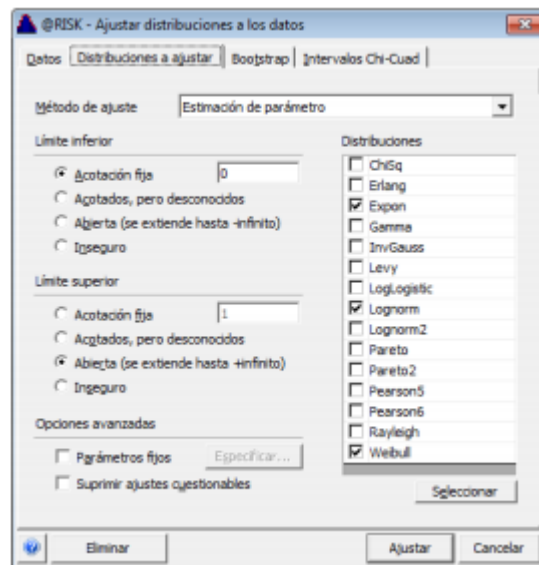 @RISK - Ajustar distribuciones a los datos
Datos
Distribuciones a ajustar
Bootstrap
Intervalos Chi-Cuad
Método de ajuste
Estimación de parámetro
Límite inferior
Acotación fija
0
Acotados, pero desconocidos
Abierta (se extiende hasta -infinito)
Inseguro
Límite superior
Acotación fija
1
Acotados, pero desconocidos
Abierta (se extiende hasta +infinito)
Inseguro
Opciones avanzadas
Parámetros fijos
Especificar...
Suprimir ajustes cuestionables
Distribuciones
ChiSq
Erlang
Expon
Gamma
InvGauss
Levy
LogLogistic
Lognorm
Lognorm2
Pareto
Pareto2
Pearson5
Pearson6
Rayleigh
Weibull
Seleccionar
Eliminar
Ajustar
Cancelar